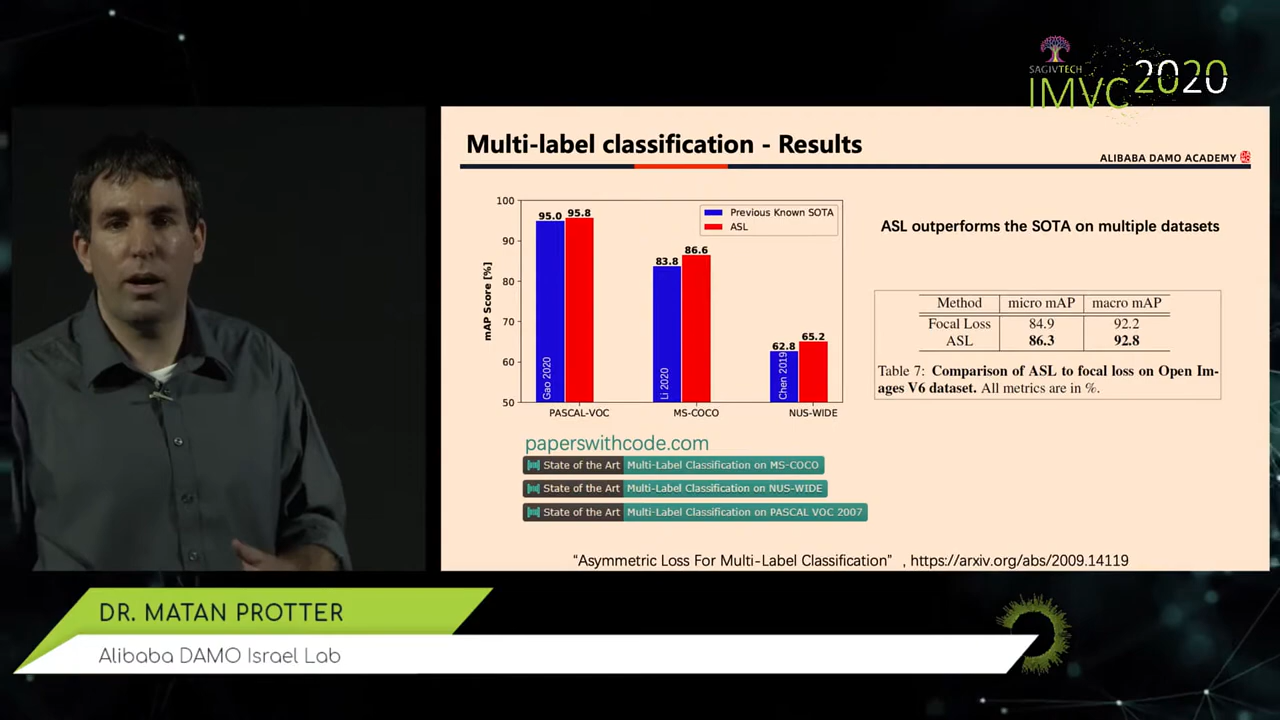 SAGIVTECH
IMVC 2020
Multi-label classification - Results
ALIBABA DAMO ACADEMY
100
90
80
70
60
50
mAP Score [%]
95.0 95.8
83.8 86.6
62.8 65.2
Previous Known SOTA
ASL
Gao 2020
Li 2020
Chen 2019
PASCAL-VOC MS-COCO NUS-WIDE
ASL outperforms the SOTA on multiple datasets
Method micro mAP macro mAP
Focal Loss 84.9 92.2
ASL 86.3 92.8
Table 7: Comparison of ASL to focal loss on Open Im-
ages V6 dataset. All metrics are in %.
paperswithcode.com
State of the Art Multi-Label Classification on MS-COCO
State of the Art Multi-Label Classification on NUS-WIDE
State of the Art Multi-Label Classification on PASCAL VOC 2007
"Asymmetric Loss For Multi-Label Classification" , https://arxiv.org/abs/2009.14119
DR. MATAN PROTTER
Alibaba DAMO Israel Lab